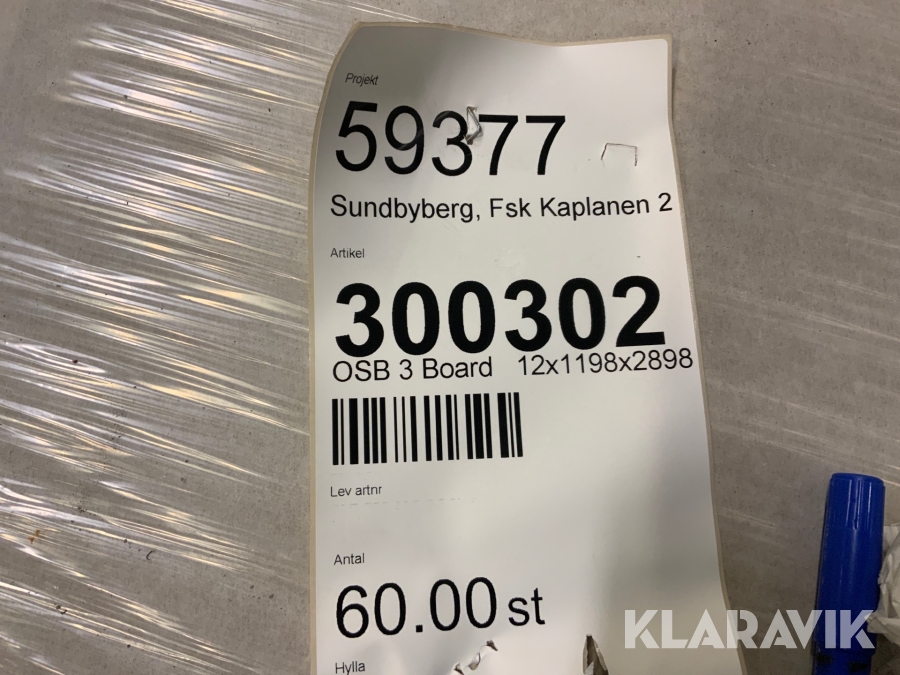 Projekt
59377
Sundbyberg, Fsk Kaplanen 2
Artikel
300302
OSB 3 Board 12x1198x2898
Lev artnr
Antal
60.00 st
Hylla
KLARAVIK